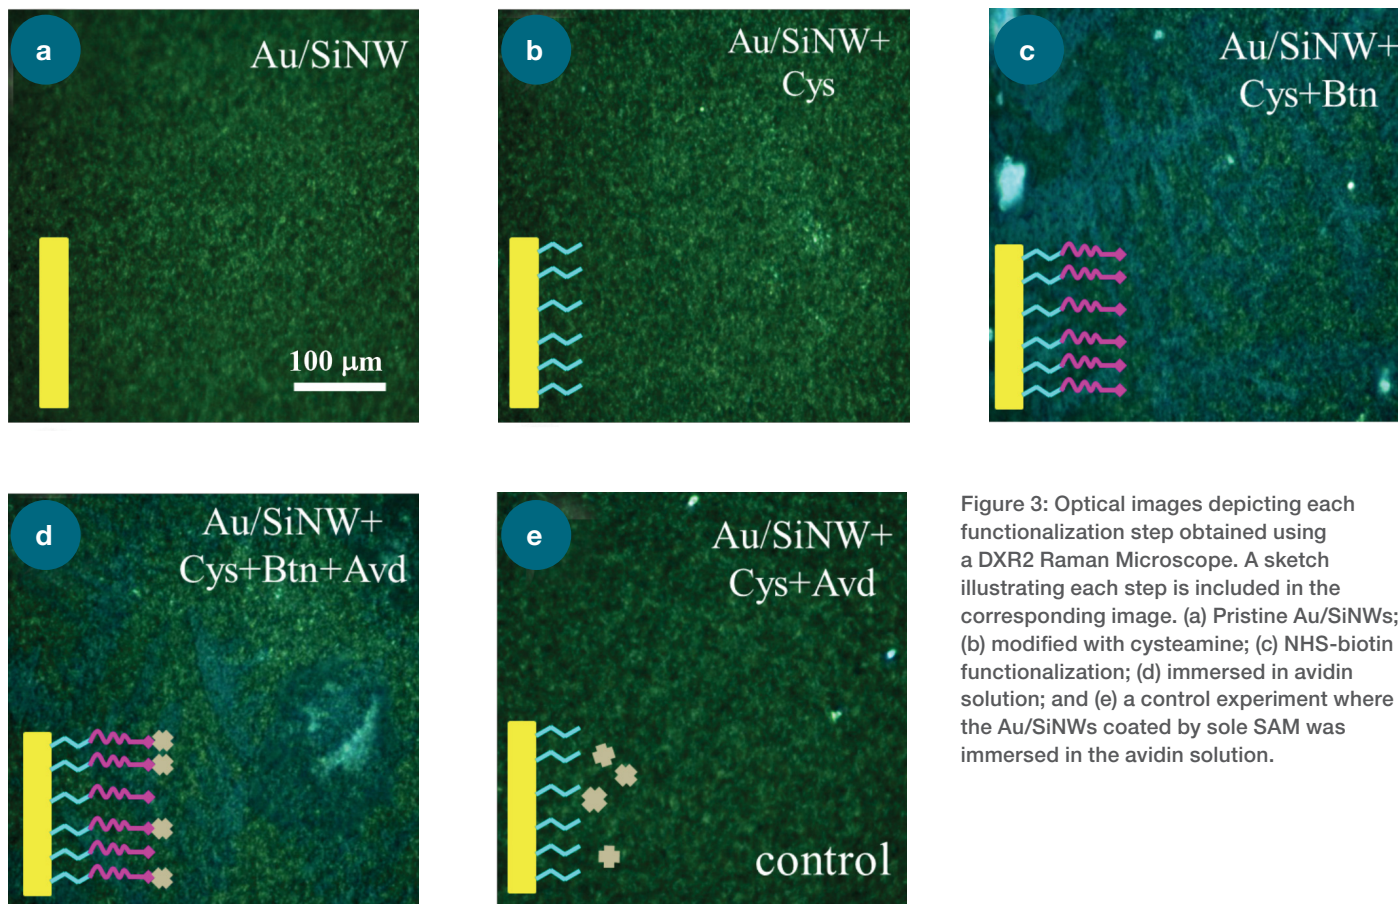 a
Au/SiNW
100 μm
b
Au/SiNW+
Cys
c
Au/SiNW+
Cys+Btn
d
Au/SiNW+
Cys+Btn+Avd
e
Au/SiNW+
Cys+Avd
control
Figure 3: Optical images depicting each
functionalization step obtained using
a DXR2 Raman Microscope. A sketch
illustrating each step is included in the
corresponding image. (a) Pristine Au/SiNWs;
(b) modified with cysteamine; (c) NHS-biotin
functionalization; (d) immersed in avidin
solution; and (e) a control experiment where
the Au/SiNWs coated by sole SAM was
immersed in the avidin solution.